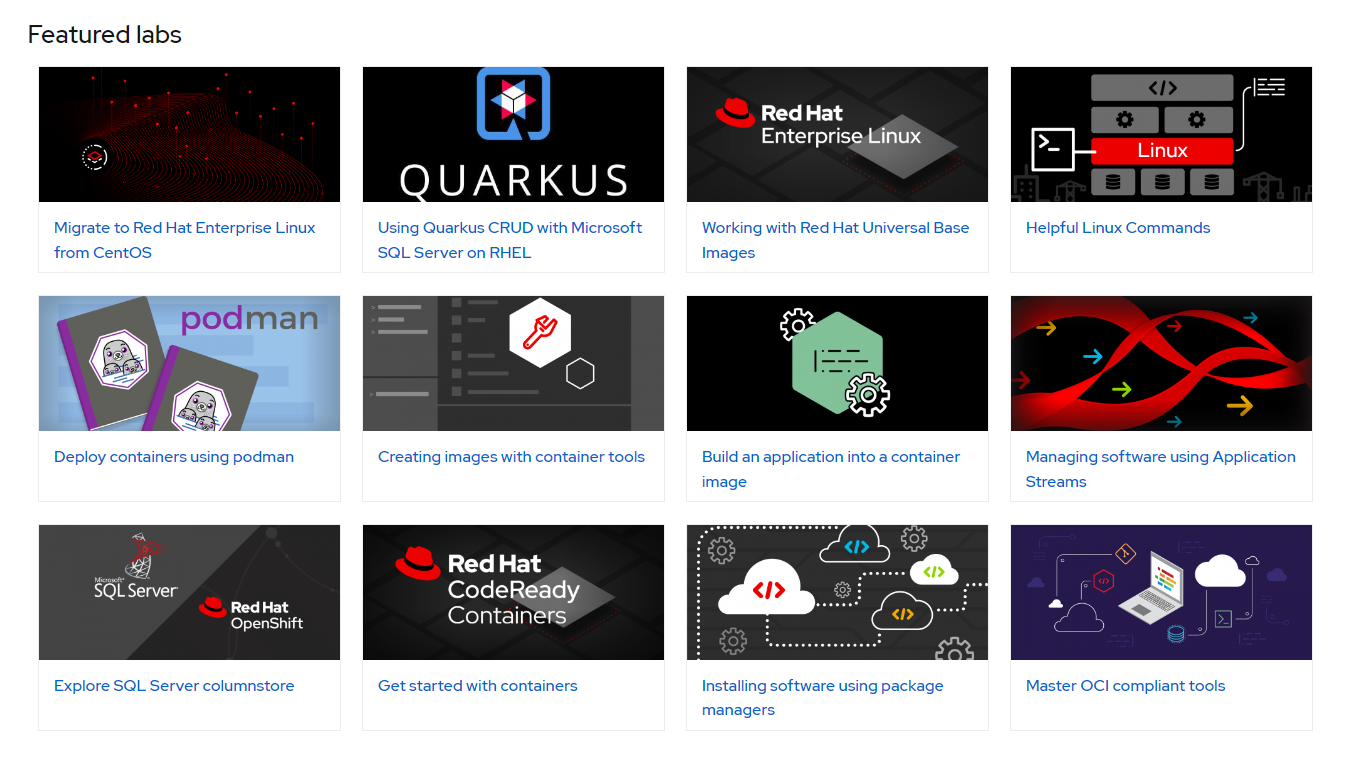 Featured labs
QUARKUS
Red Hat
Enterprise Linux
Linux
Migrate to Red Hat Enterprise Linux
from CentOS
Using Quarkus CRUD with Microsoft
SQL Server on RHEL
Working with Red Hat Universal Base
Images
Helpful Linux Commands
podman
Deploy containers using podman
Creating images with container tools
Build an application into a container
image
Managing software using Application
Streams
Microsoft®
SQL Server
Red Hat
OpenShift
Red Hat
CodeReady
Containers
Explore SQL Server columnstore
Get started with containers
Installing software using package
managers
Master OCI compliant tools